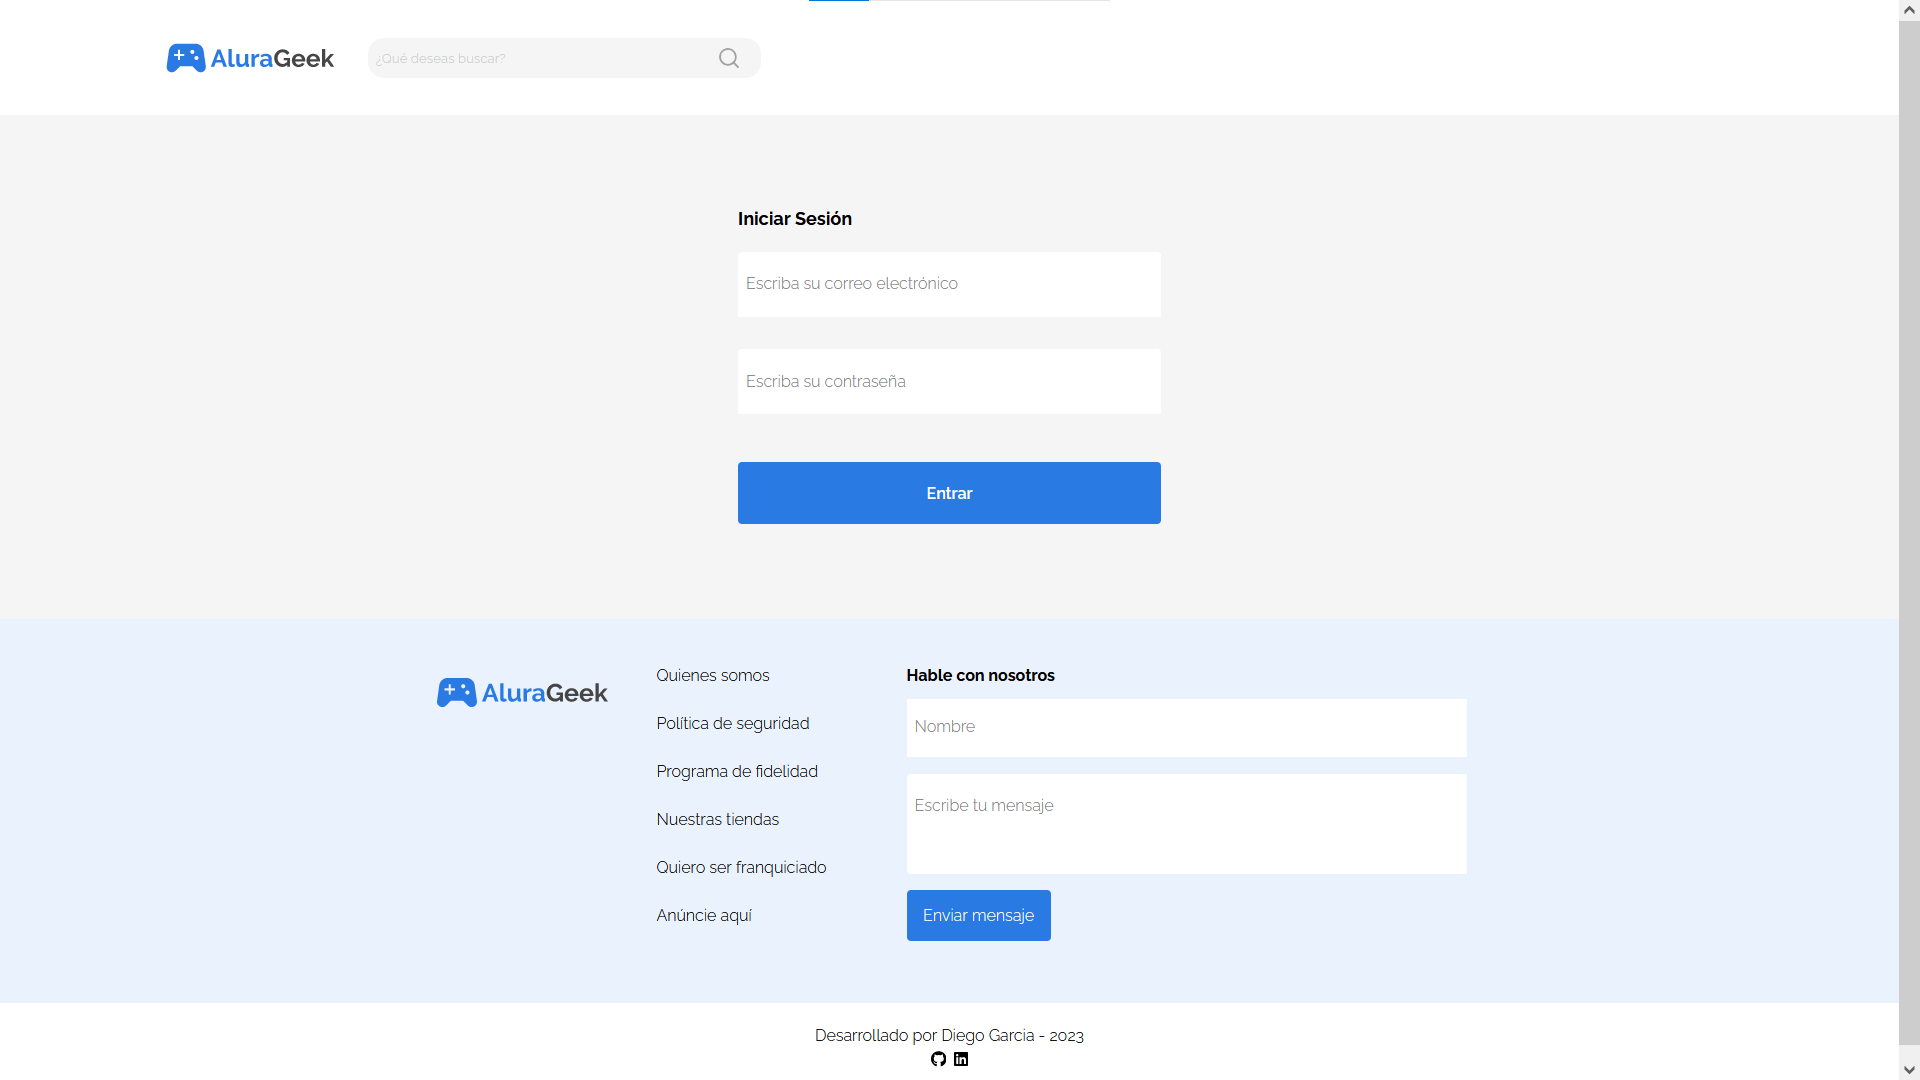 AluraGeek
¿Qué deseas buscar?
Iniciar Sesión
Escriba su correo electrónico
Escriba su contraseña
Entrar
AluraGeek
Quienes somos
Política de seguridad
Programa de fidelidad
Nuestras tiendas
Quiero ser franquiciado
Anúncie aquí
Hable con nosotros
Nombre
Escribe tu mensaje
Enviar mensaje
Desarrollado por Diego Garcia - 2023